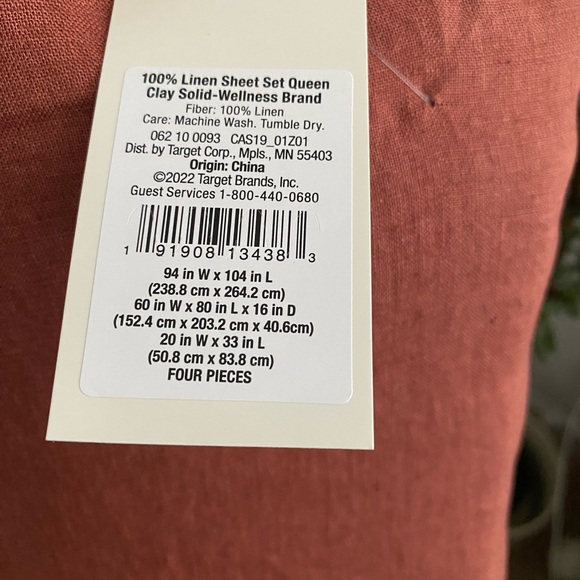 100% Linen Sheet Set Queen
Clay Solid-Wellness Brand
Fiber: 100% Linen
Care: Machine Wash. Tumble Dry.
062 10 0093 CAS19_01Z01
Dist. by Target Corp., Mpls., MN 55403
Origin: China
©2022 Target Brands, Inc.
Guest Services 1-800-440-0680
1 91908 13438 3
94 in W x 104 in L
(238.8 cm x 264.2 cm)
60 in W x 80 in L x 16 in D
(152.4 cm x 203.2 cm x 40.6cm)
20 in W x 33 in L
(50.8 cm x 83.8 cm)
FOUR PIECES